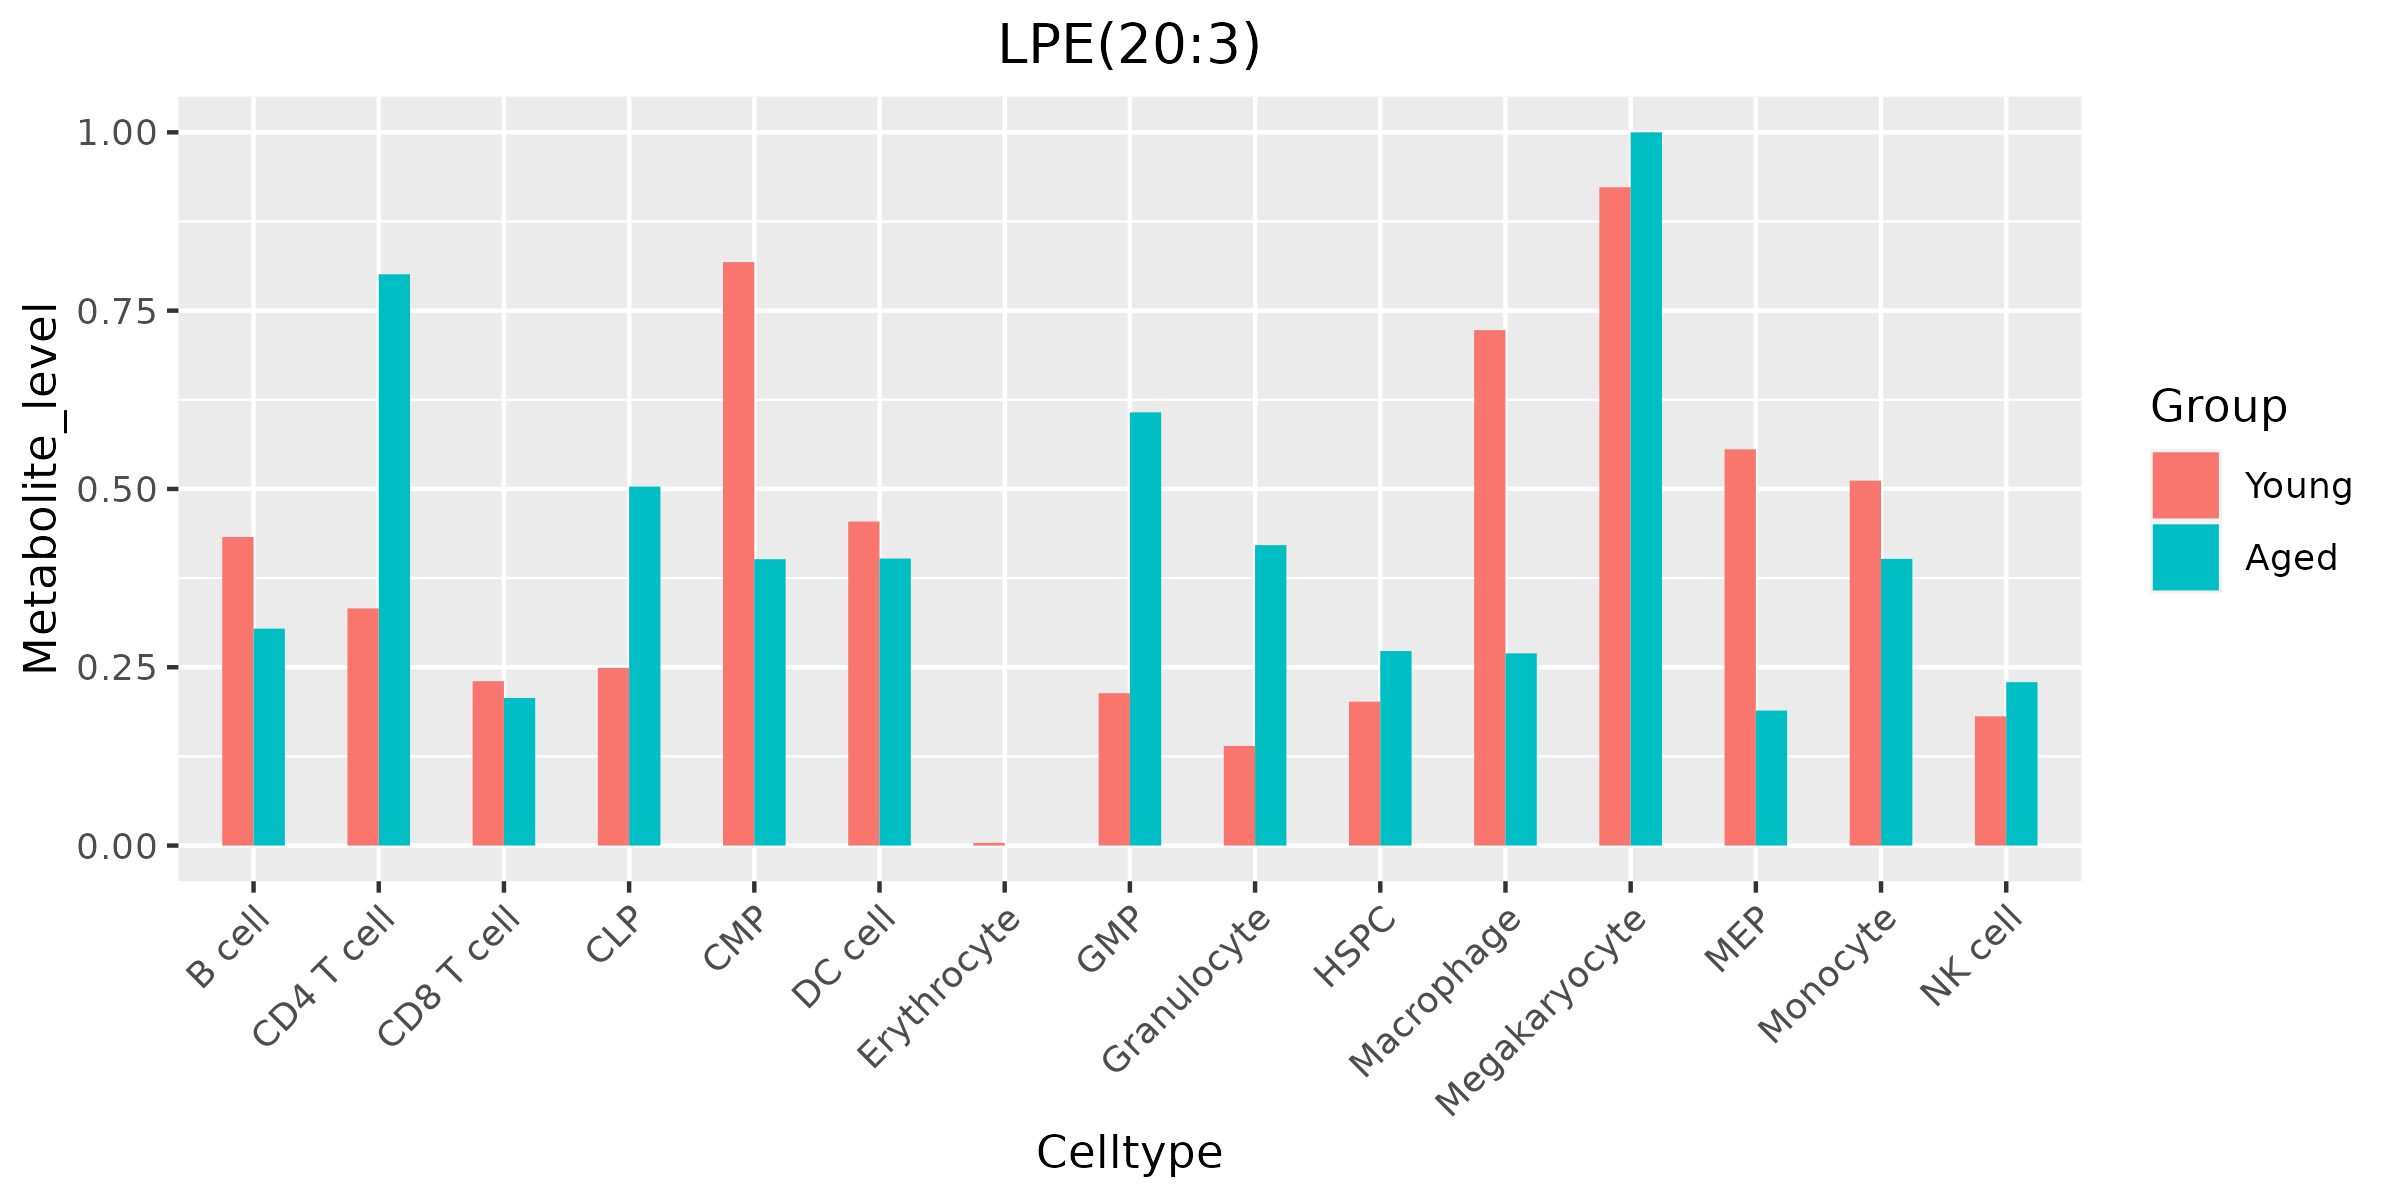 LPE(20:3)
Metabolite_level
1.00
0.75
0.50
0.25
0.00
B cell
CD4 T cell
CD8 T cell
CLP
CMP
DC cell
Erythrocyte
GMP
Granulocyte
HSPC
Macrophage
Megakaryocyte
MEP
Monocyte
NK cell
Celltype
Group
Young
Aged